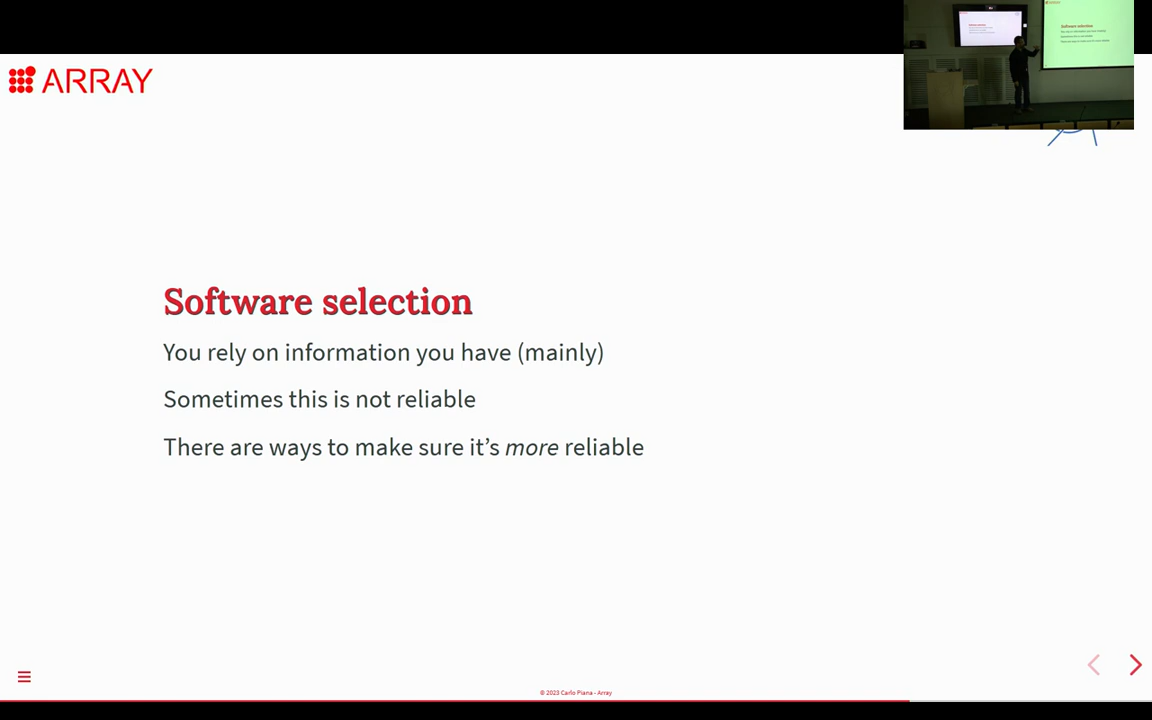 ARRAY
Software selection
You rely on information you have (mainly)
Sometimes this is not reliable
There are ways to make sure it's more reliable
© 2023 Carlo Piana - Array